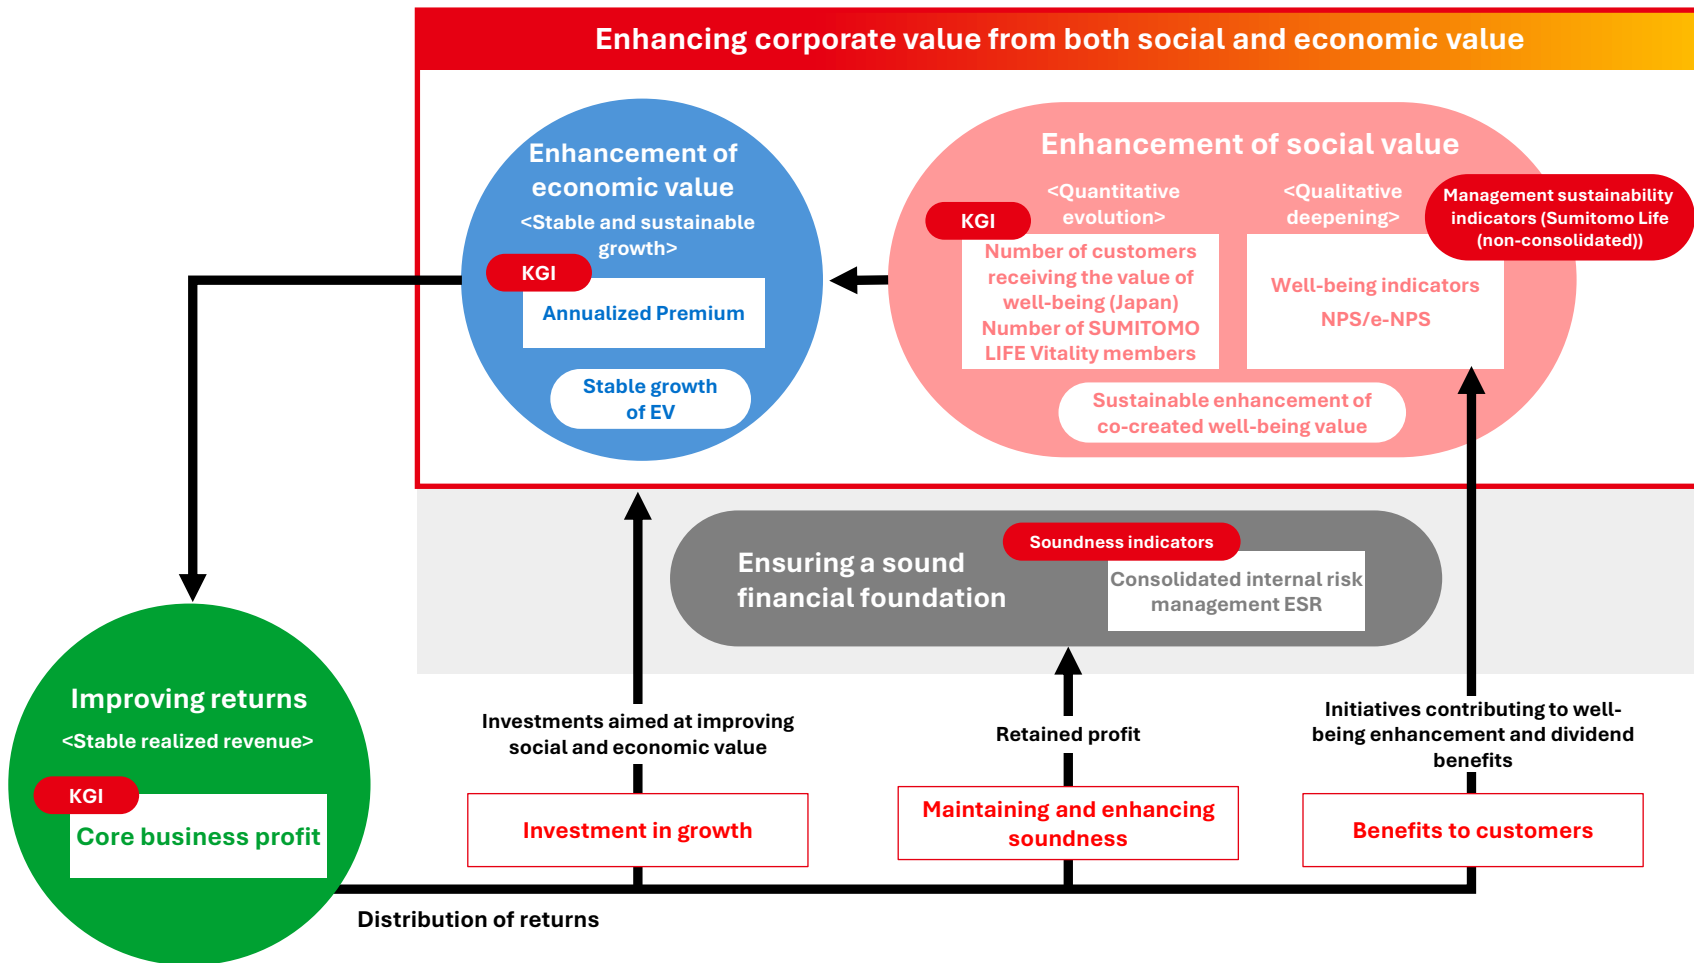 Enhancing corporate value from both social and economic value
Enhancement of
economic value
<Stable and sustainable
growth>
KGI
Annualized Premium
Stable growth
of EV
Enhancement of social value
<Quantitative
evolution>
KGI
Number of customers
receiving the value of
well-being (Japan)
Number of SUMITOMO
LIFE Vitality members
<Qualitative
deepening>
Management sustainability
indicators (Sumitomo Life
(non-consolidated))
Well-being indicators
NPS/e-NPS
Sustainable enhancement of
co-created well-being value
Ensuring a sound
financial foundation
Soundness indicators
Consolidated internal risk
management ESR
Improving returns
<Stable realized revenue>
KGI
Core business profit
Investments aimed at improving
social and economic value
Investment in growth
Retained profit
Maintaining and enhancing
soundness
Initiatives contributing to well-
being enhancement and dividend
benefits
Benefits to customers
Distribution of returns